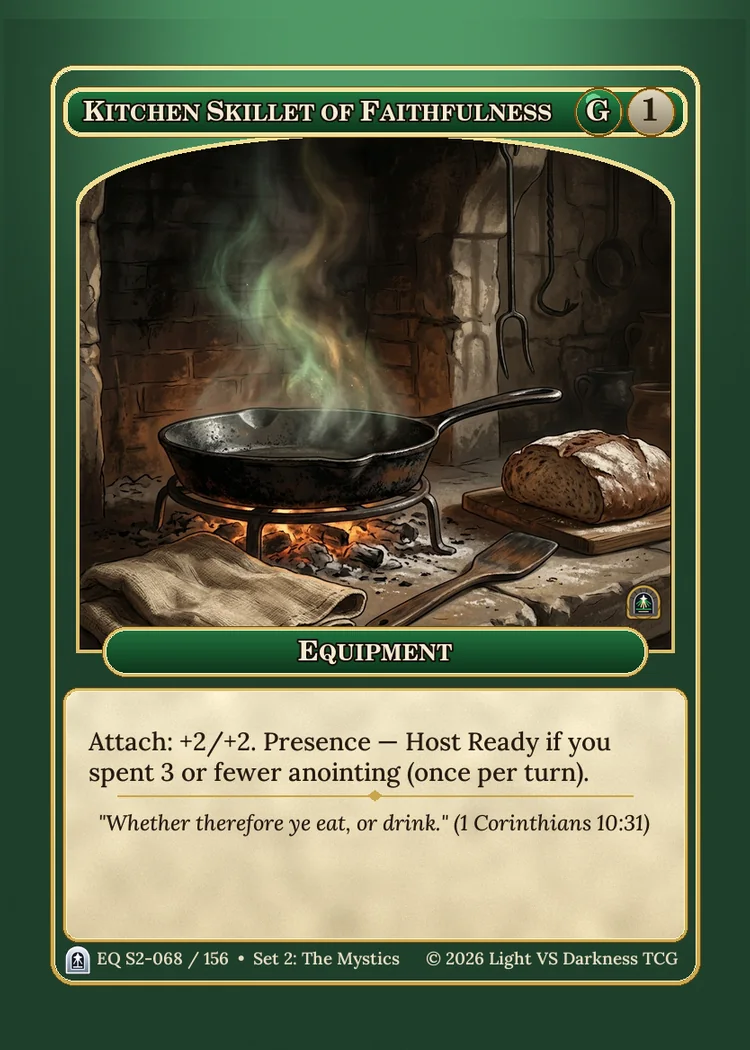 Kitchen Skillet of Faithfulness G 1
Equipment
Attach: +2/+2. Presence — Host Ready if you
spent 3 or fewer anointing (once per turn).
"Whether therefore ye eat, or drink." (1 Corinthians 10:31)
EQ S2-068 / 156 • Set 2: The Mystics © 2026 Light VS Darkness TCG